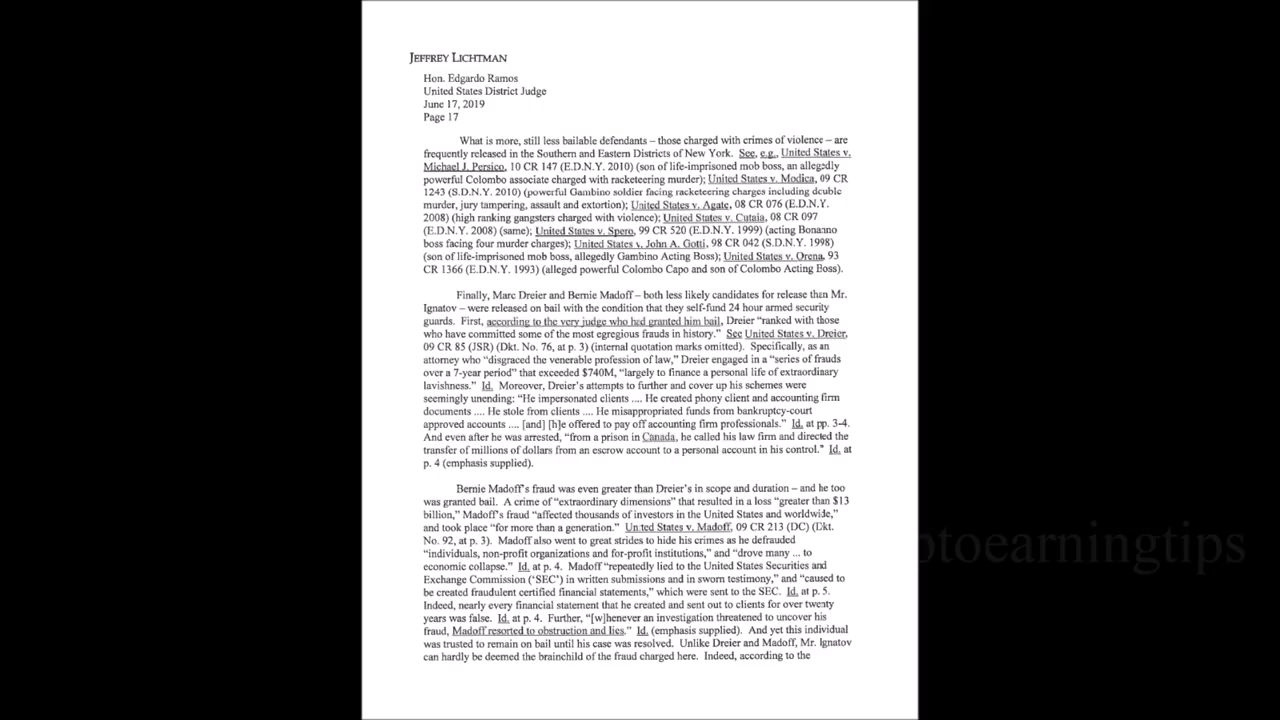 JEFFREY LICHTMAN
Hon. Edgardo Ramos
United States District Judge
June 17, 2019
Page 17
What is more, still less bailable defendants – those charged with crimes of violence – are
frequently released in the Southern and Eastern Districts of New York. See, e.g., United States v.
Michael J. Persico, 10 CR 147 (E.D.N.Y. 2010) (son of life-imprisoned mob boss, an allegedly
powerful Colombo associate charged with racketeering murder); United States v. Modica, 09 CR
1243 (S.D.N.Y. 2010) (powerful Gambino soldier facing racketeering charges including double
murder, jury tampering, assault and extortion); United States v. Agate, 08 CR 076 (E.D.N.Y.
2008) (high ranking gangsters charged with violence); United States v. Cutaia, 08 CR 097
(E.D.N.Y. 2008) (same); United States v. Spero, 99 CR 520 (E.D.N.Y. 1999) (acting Bonanno
boss facing four murder charges); United States v. John A. Gotti, 98 CR 042 (S.D.N.Y. 1998)
(son of life-imprisoned mob boss, allegedly Gambino Acting Boss); United States v. Orena, 93
CR 1366 (E.D.N.Y. 1993) (alleged powerful Colombo Capo and son of Colombo Acting Boss).
Finally, Marc Dreier and Bernie Madoff – both less likely candidates for release than Mr.
Ignatov – were released on bail with the condition that they self-fund 24 hour armed security
guards. First, according to the very judge who had granted him bail, Dreier “ranked with those
who have committed some of the most egregious frauds in history.” See United States v. Dreier,
09 CR 85 (JSR) (Dkt. No. 76, at p. 3) (internal quotation marks omitted). Specifically, as an
attorney who “disgraced the venerable profession of law,” Dreier engaged in a “series of frauds
over a 7-year period” that exceeded $740M, “largely to finance a personal life of extraordinary
lavishness.” Id. Moreover, Dreier’s attempts to further and cover up his schemes were
seemingly unending: “He impersonated clients .... He created phony client and accounting firm
documents .... He stole from clients .... He misappropriated funds from bankruptcy-court
approved accounts .... [and] [h]e offered to pay off accounting firm professionals.” Id. at pp. 3-4.
And even after he was arrested, “from a prison in Canada, he called his law firm and directed the
transfer of millions of dollars from an escrow account to a personal account in his control.” Id. at
p. 4 (emphasis supplied).
Bernie Madoff’s fraud was even greater than Dreier’s in scope and duration – and he too
was granted bail. A crime of “extraordinary dimensions” that resulted in a loss “greater than $13
billion,” Madoff’s fraud “affected thousands of investors in the United States and worldwide,”
and took place “for more than a generation.” United States v. Madoff, 09 CR 213 (DC) (Dkt.
No. 92, at p. 3). Madoff also went to great strides to hide his crimes as he defrauded
“individuals, non-profit organizations and for-profit institutions,” and “drove many ... to
economic collapse.” Id. at p. 4. Madoff “repeatedly lied to the United States Securities and
Exchange Commission (‘SEC’) in written submissions and in sworn testimony,” and “caused to
be created fraudulent certified financial statements,” which were sent to the SEC. Id. at p. 5.
Indeed, nearly every financial statement that he created and sent out to clients for over twenty
years was false. Id. at p. 4. Further, “[w]henever an investigation threatened to uncover his
fraud, Madoff resorted to obstruction and lies.” Id. (emphasis supplied). And yet this individual
was trusted to remain on bail until his case was resolved. Unlike Dreier and Madoff, Mr. Ignatov
can hardly be deemed the brainchild of the fraud charged here. Indeed, according to the
ptoearningtips